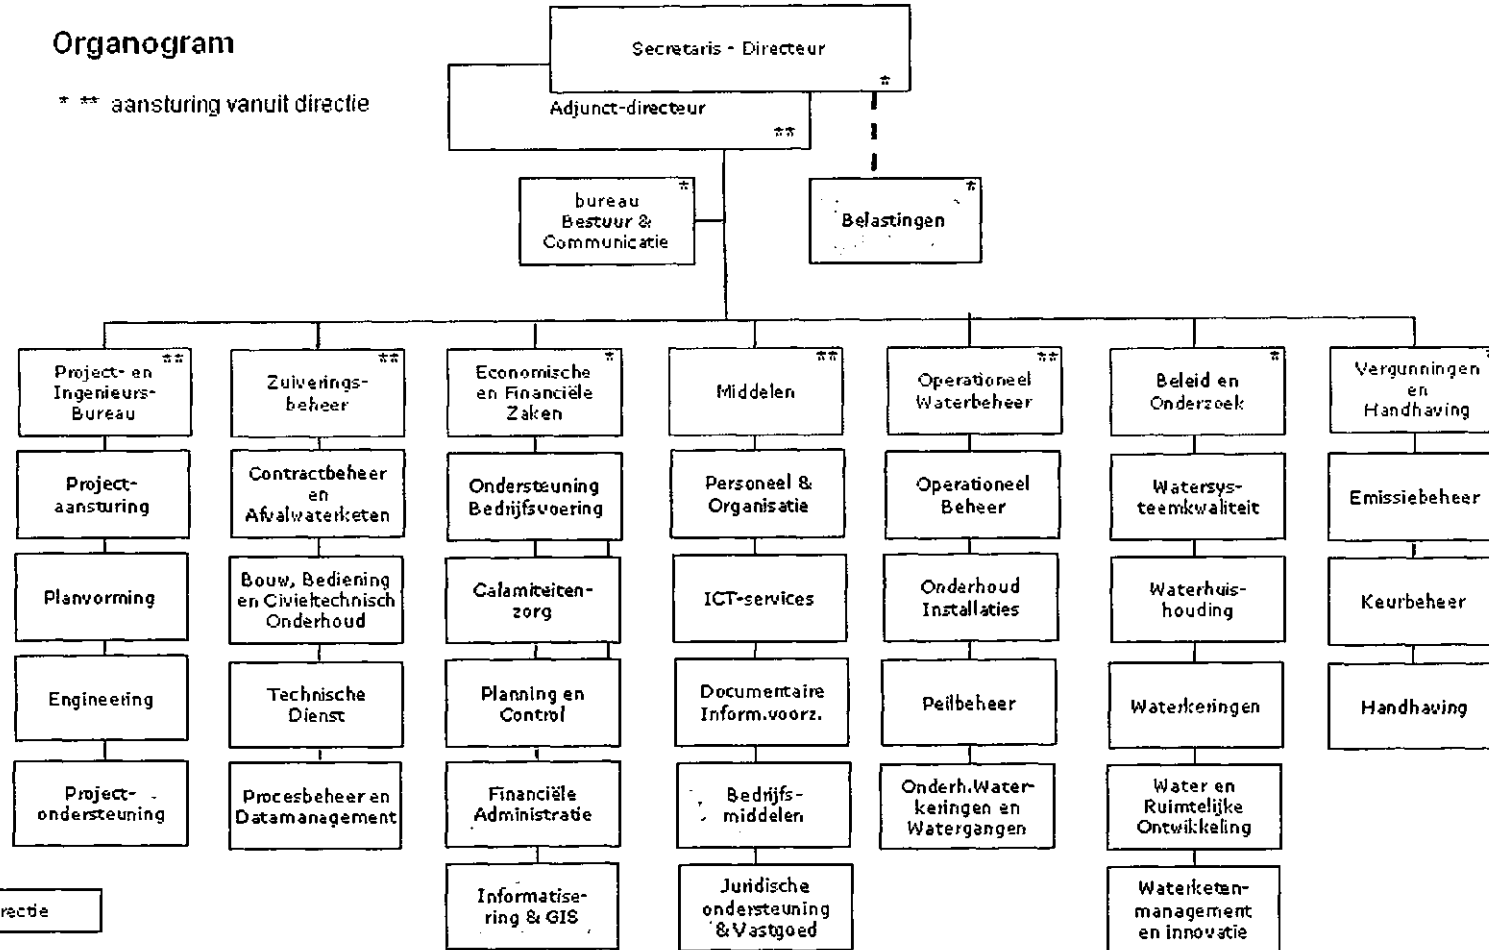 Organogram
* ** aansturing vanuit directie
Secretaris - Directeur
*
Adjunct-directeur
**
*
bureau
Bestuur &
Communicatie
*
Belastingen
**
Project- en
Ingenieurs-
Bureau
**
Zuiverings-
beheer
*
Economische
en Financiële
Zaken
**
Middelen
**
Operationeel
Waterbeheer
*
Beleid en
Onderzoek
*
Vergunningen
en
Handhaving
Project-
aansturing
Contractbeheer
en
Afvalwaterketen
Ondersteuning
Bedrijfsvoering
Personeel &
Organisatie
Operationeel
Beheer
Watersys-
teemkwaliteit
Emissiebeheer
Planvorming
Bouw, Bediening
en Civieltechnisch
Onderhoud
Calamiteiten-
zorg
ICT-services
Onderhoud
Installaties
Waterhuis-
houding
Keurbeheer
Engineering
Technische
Dienst
Planning en
Control
Documentaire
Inform.voorz.
Peilbeheer
Waterkeringen
Handhaving
Project-
ondersteuning
Procesbeheer en
Datamanagement
Financiële
Administratie
Bedrijfs-
middelen
Onderh.Water-
keringen en
Watergangen
Water en
Ruimtelijke
Ontwikkeling
Informatise-
ring & GIS
Juridische
ondersteuning
& Vastgoed
Waterketen-
management
en innovatie
rectie